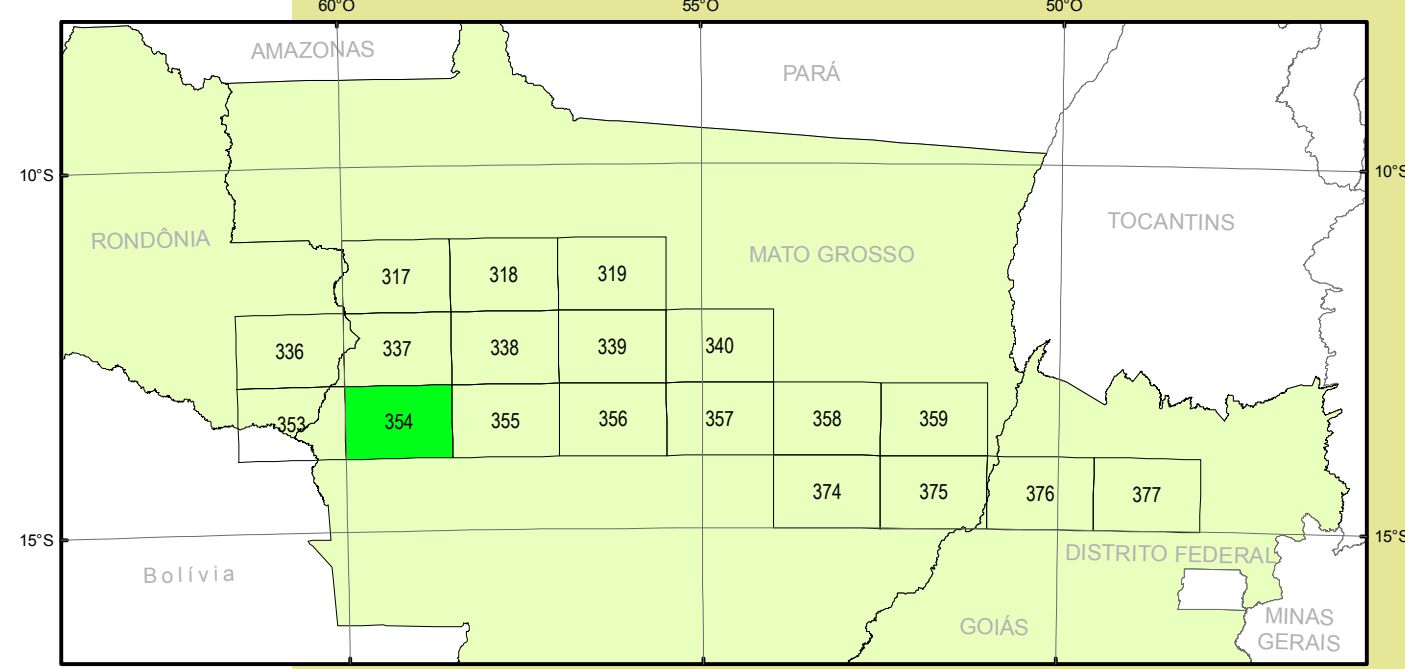 60°O 55°O 50°O
AMAZONAS
PARÁ
10°S 10°S
TOCANTINS
RONDÔNIA
MATO GROSSO
317 318 319
336 337 338 339 340
353 354 355 356 357 358 359
374 375 376 377
15°S 15°S
DISTRITO FEDERAL
Bolívia
GOIÁS
MINAS
GERAIS